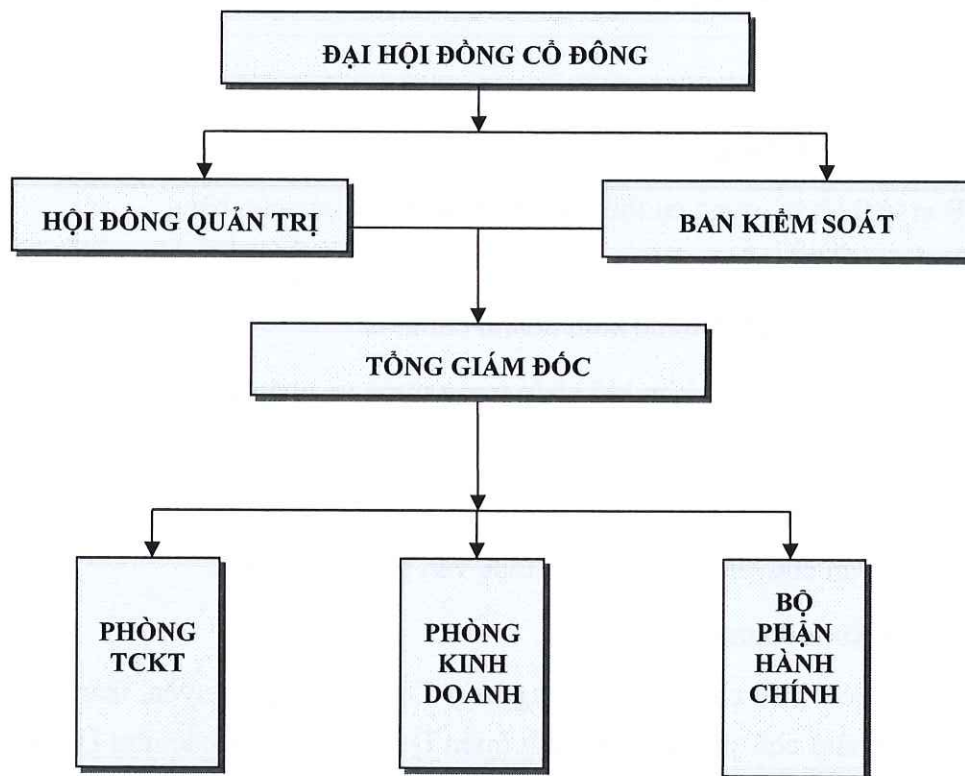 ĐẠI HỘI ĐỒNG CỔ ĐÔNG
HỘI ĐỒNG QUẢN TRỊ
BAN KIỂM SOÁT
TỔNG GIÁM ĐỐC
PHÒNG
TCKT
PHÒNG
KINH
DOANH
BỘ
PHẬN
HÀNH
CHÍNH